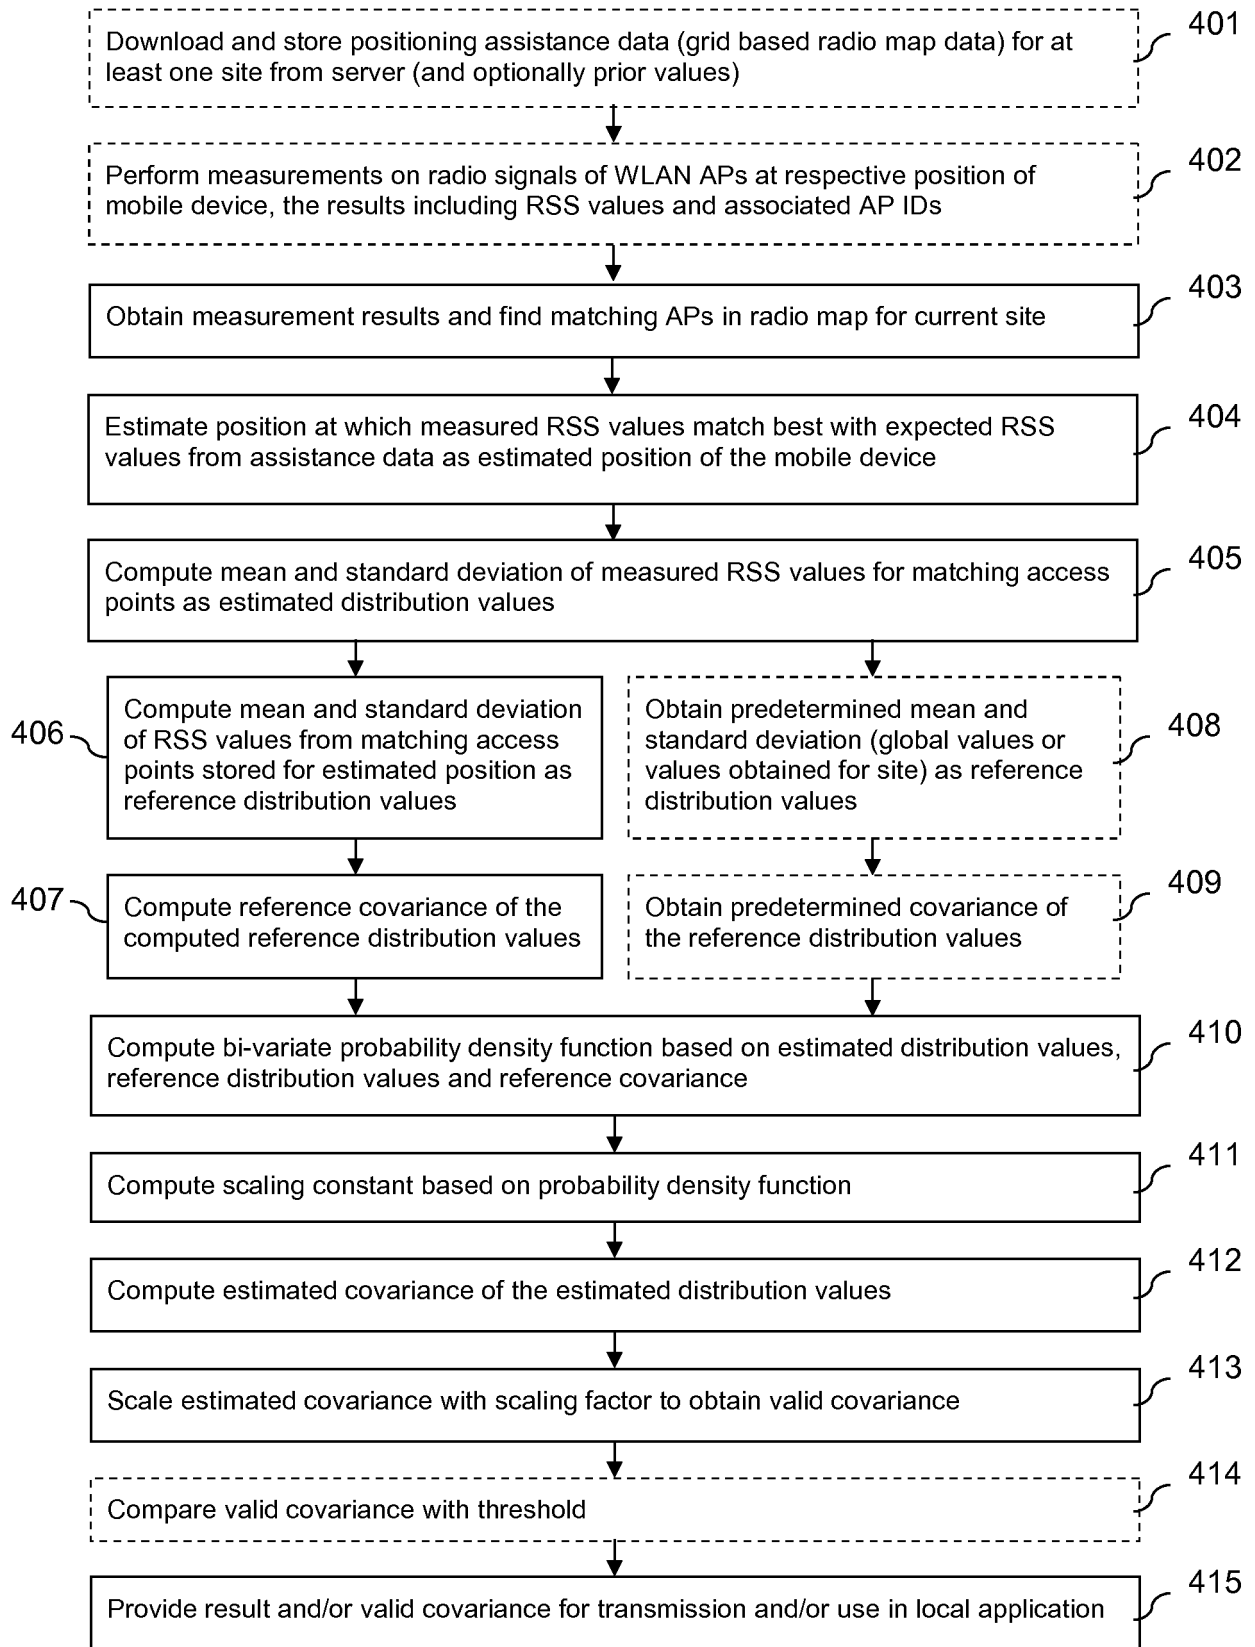 401
Download and store positioning assistance data (grid based radio map data) for at
least one site from server (and optionally prior values)
402
Perform measurements on radio signals of WLAN APs at respective position of
mobile device, the results including RSS values and associated AP IDs
403
Obtain measurement results and find matching APs in radio map for current site
404
Estimate position at which measured RSS values match best with expected RSS
values from assistance data as estimated position of the mobile device
405
Compute mean and standard deviation of measured RSS values for matching access
points as estimated distribution values
406
Compute mean and standard deviation
of RSS values from matching access
points stored for estimated position as
reference distribution values
408
Obtain predetermined mean and
standard deviation (global values or
values obtained for site) as reference
distribution values
407
Compute reference covariance of the
computed reference distribution values
409
Obtain predetermined covariance of
the reference distribution values
410
Compute bi-variate probability density function based on estimated distribution values,
reference distribution values and reference covariance
411
Compute scaling constant based on probability density function
412
Compute estimated covariance of the estimated distribution values
413
Scale estimated covariance with scaling factor to obtain valid covariance
414
Compare valid covariance with threshold
415
Provide result and/or valid covariance for transmission and/or use in local application